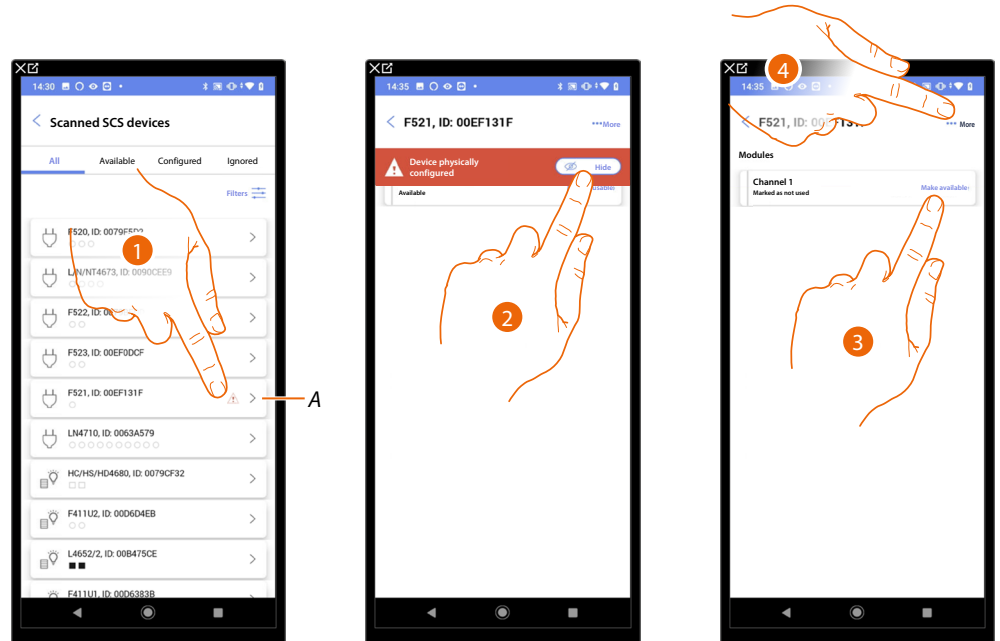 14:30
Scanned SCS devices
All Available Configured Ignored
Filters
1
F520, ID: 0079F5D2
L/N/NT4673, ID: 0090CEE9
F522, ID:
F523, ID: 00EF0DCF
F521, ID: 00EF131F
A
LN4710, ID: 0063A579
HC/HS/HD4680, ID: 0079CF32
F411U2, ID: 00D6D4EB
L4652/2, ID: 00B475CE
F411U1, ID: 00D6383B
14:35
F521, ID: 00EF131F
•••More
Device physically
configured
Hide
Available
2
4
14:35
F521, ID:
••• More
Modules
Channel 1
Marked as not used
Make available
3